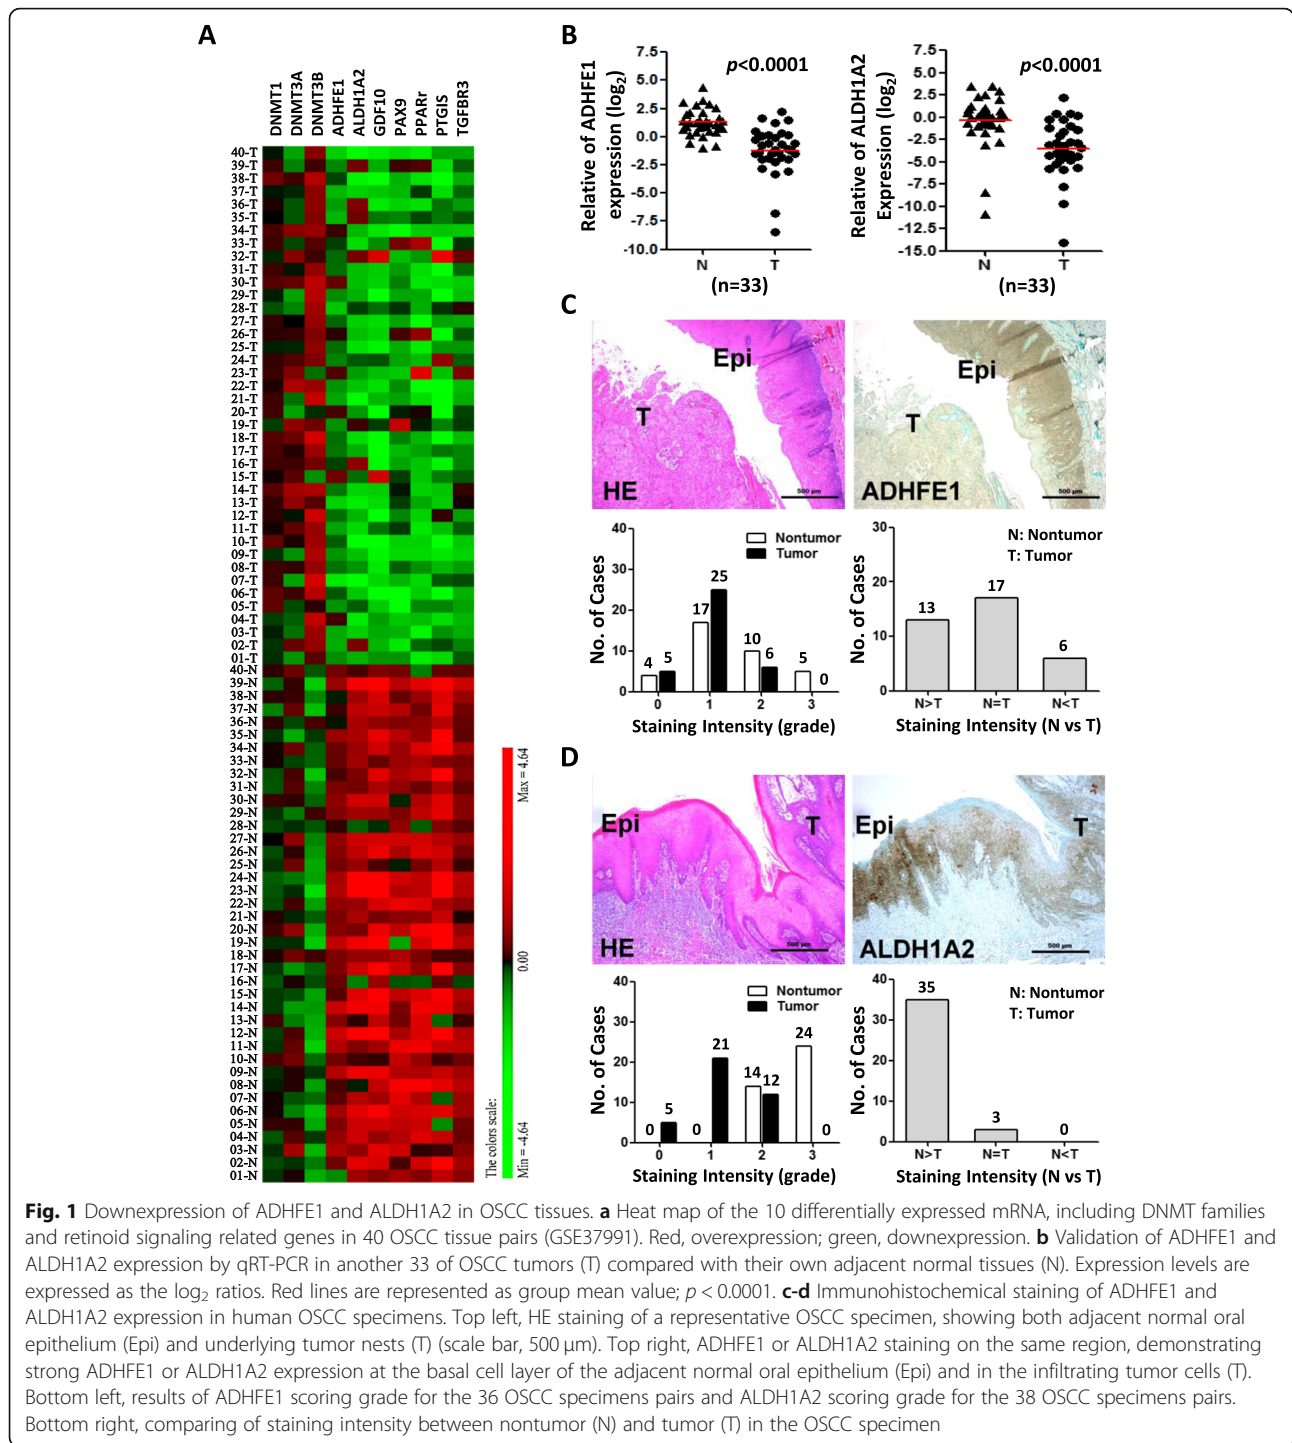 A
DNMT1
DNMT3A
DNMT3B
ADHFE1
ALDH1A2
GDF10
PAX9
PPARr
PTGIS
TGFBR3
40-T
39-T
38-T
37-T
36-T
35-T
34-T
33-T
32-T
31-T
30-T
29-T
28-T
27-T
26-T
25-T
24-T
23-T
22-T
21-T
20-T
19-T
18-T
17-T
16-T
15-T
14-T
13-T
12-T
11-T
10-T
09-T
08-T
07-T
06-T
05-T
04-T
03-T
02-T
01-T
40-N
39-N
38-N
37-N
36-N
35-N
34-N
33-N
32-N
31-N
30-N
29-N
28-N
27-N
26-N
25-N
24-N
23-N
22-N
21-N
20-N
19-N
18-N
17-N
16-N
15-N
14-N
13-N
12-N
11-N
10-N
09-N
08-N
07-N
06-N
05-N
04-N
03-N
02-N
01-N
The colors scale:
Max = 4.64
0.00
Min = -4.64
B
Relative of ADHFE1
expression (log2)
7.5
5.0
2.5
0.0
-2.5
-5.0
-7.5
-10.0
p<0.0001
N
T
(n=33)
Relative of ALDH1A2
Expression (log2)
7.5
5.0
2.5
0.0
-2.5
-5.0
-7.5
-10.0
-12.5
-15.0
p<0.0001
N
T
(n=33)
C
Epi
T
HE
500 µm
Epi
T
ADHFE1
500 µm
No. of Cases
40
30
20
10
0
Nontumor
Tumor
4
5
17
25
10
6
5
0
0
1
2
3
Staining Intensity (grade)
No. of Cases
30
20
10
0
N: Nontumor
T: Tumor
13
17
6
N>T
N=T
N<T
Staining Intensity (N vs T)
D
Epi
T
HE
500 µm
Epi
T
ALDH1A2
500 µm
No. of Cases
40
30
20
10
0
Nontumor
Tumor
0
5
0
21
14
12
24
0
0
1
2
3
Staining Intensity (grade)
No. of Cases
40
30
20
10
0
N: Nontumor
T: Tumor
35
3
0
N>T
N=T
N<T
Staining Intensity (N vs T)
Fig. 1 Downexpression of ADHFE1 and ALDH1A2 in OSCC tissues. a Heat map of the 10 differentially expressed mRNA, including DNMT families
and retinoid signaling related genes in 40 OSCC tissue pairs (GSE37991). Red, overexpression; green, downexpression. b Validation of ADHFE1 and
ALDH1A2 expression by qRT-PCR in another 33 of OSCC tumors (T) compared with their own adjacent normal tissues (N). Expression levels are
expressed as the log2 ratios. Red lines are represented as group mean value; p < 0.0001. c-d Immunohistochemical staining of ADHFE1 and
ALDH1A2 expression in human OSCC specimens. Top left, HE staining of a representative OSCC specimen, showing both adjacent normal oral
epithelium (Epi) and underlying tumor nests (T) (scale bar, 500 µm). Top right, ADHFE1 or ALDH1A2 staining on the same region, demonstrating
strong ADHFE1 or ALDH1A2 expression at the basal cell layer of the adjacent normal oral epithelium (Epi) and in the infiltrating tumor cells (T).
Bottom left, results of ADHFE1 scoring grade for the 36 OSCC specimens pairs and ALDH1A2 scoring grade for the 38 OSCC specimens pairs.
Bottom right, comparing of staining intensity between nontumor (N) and tumor (T) in the OSCC specimen